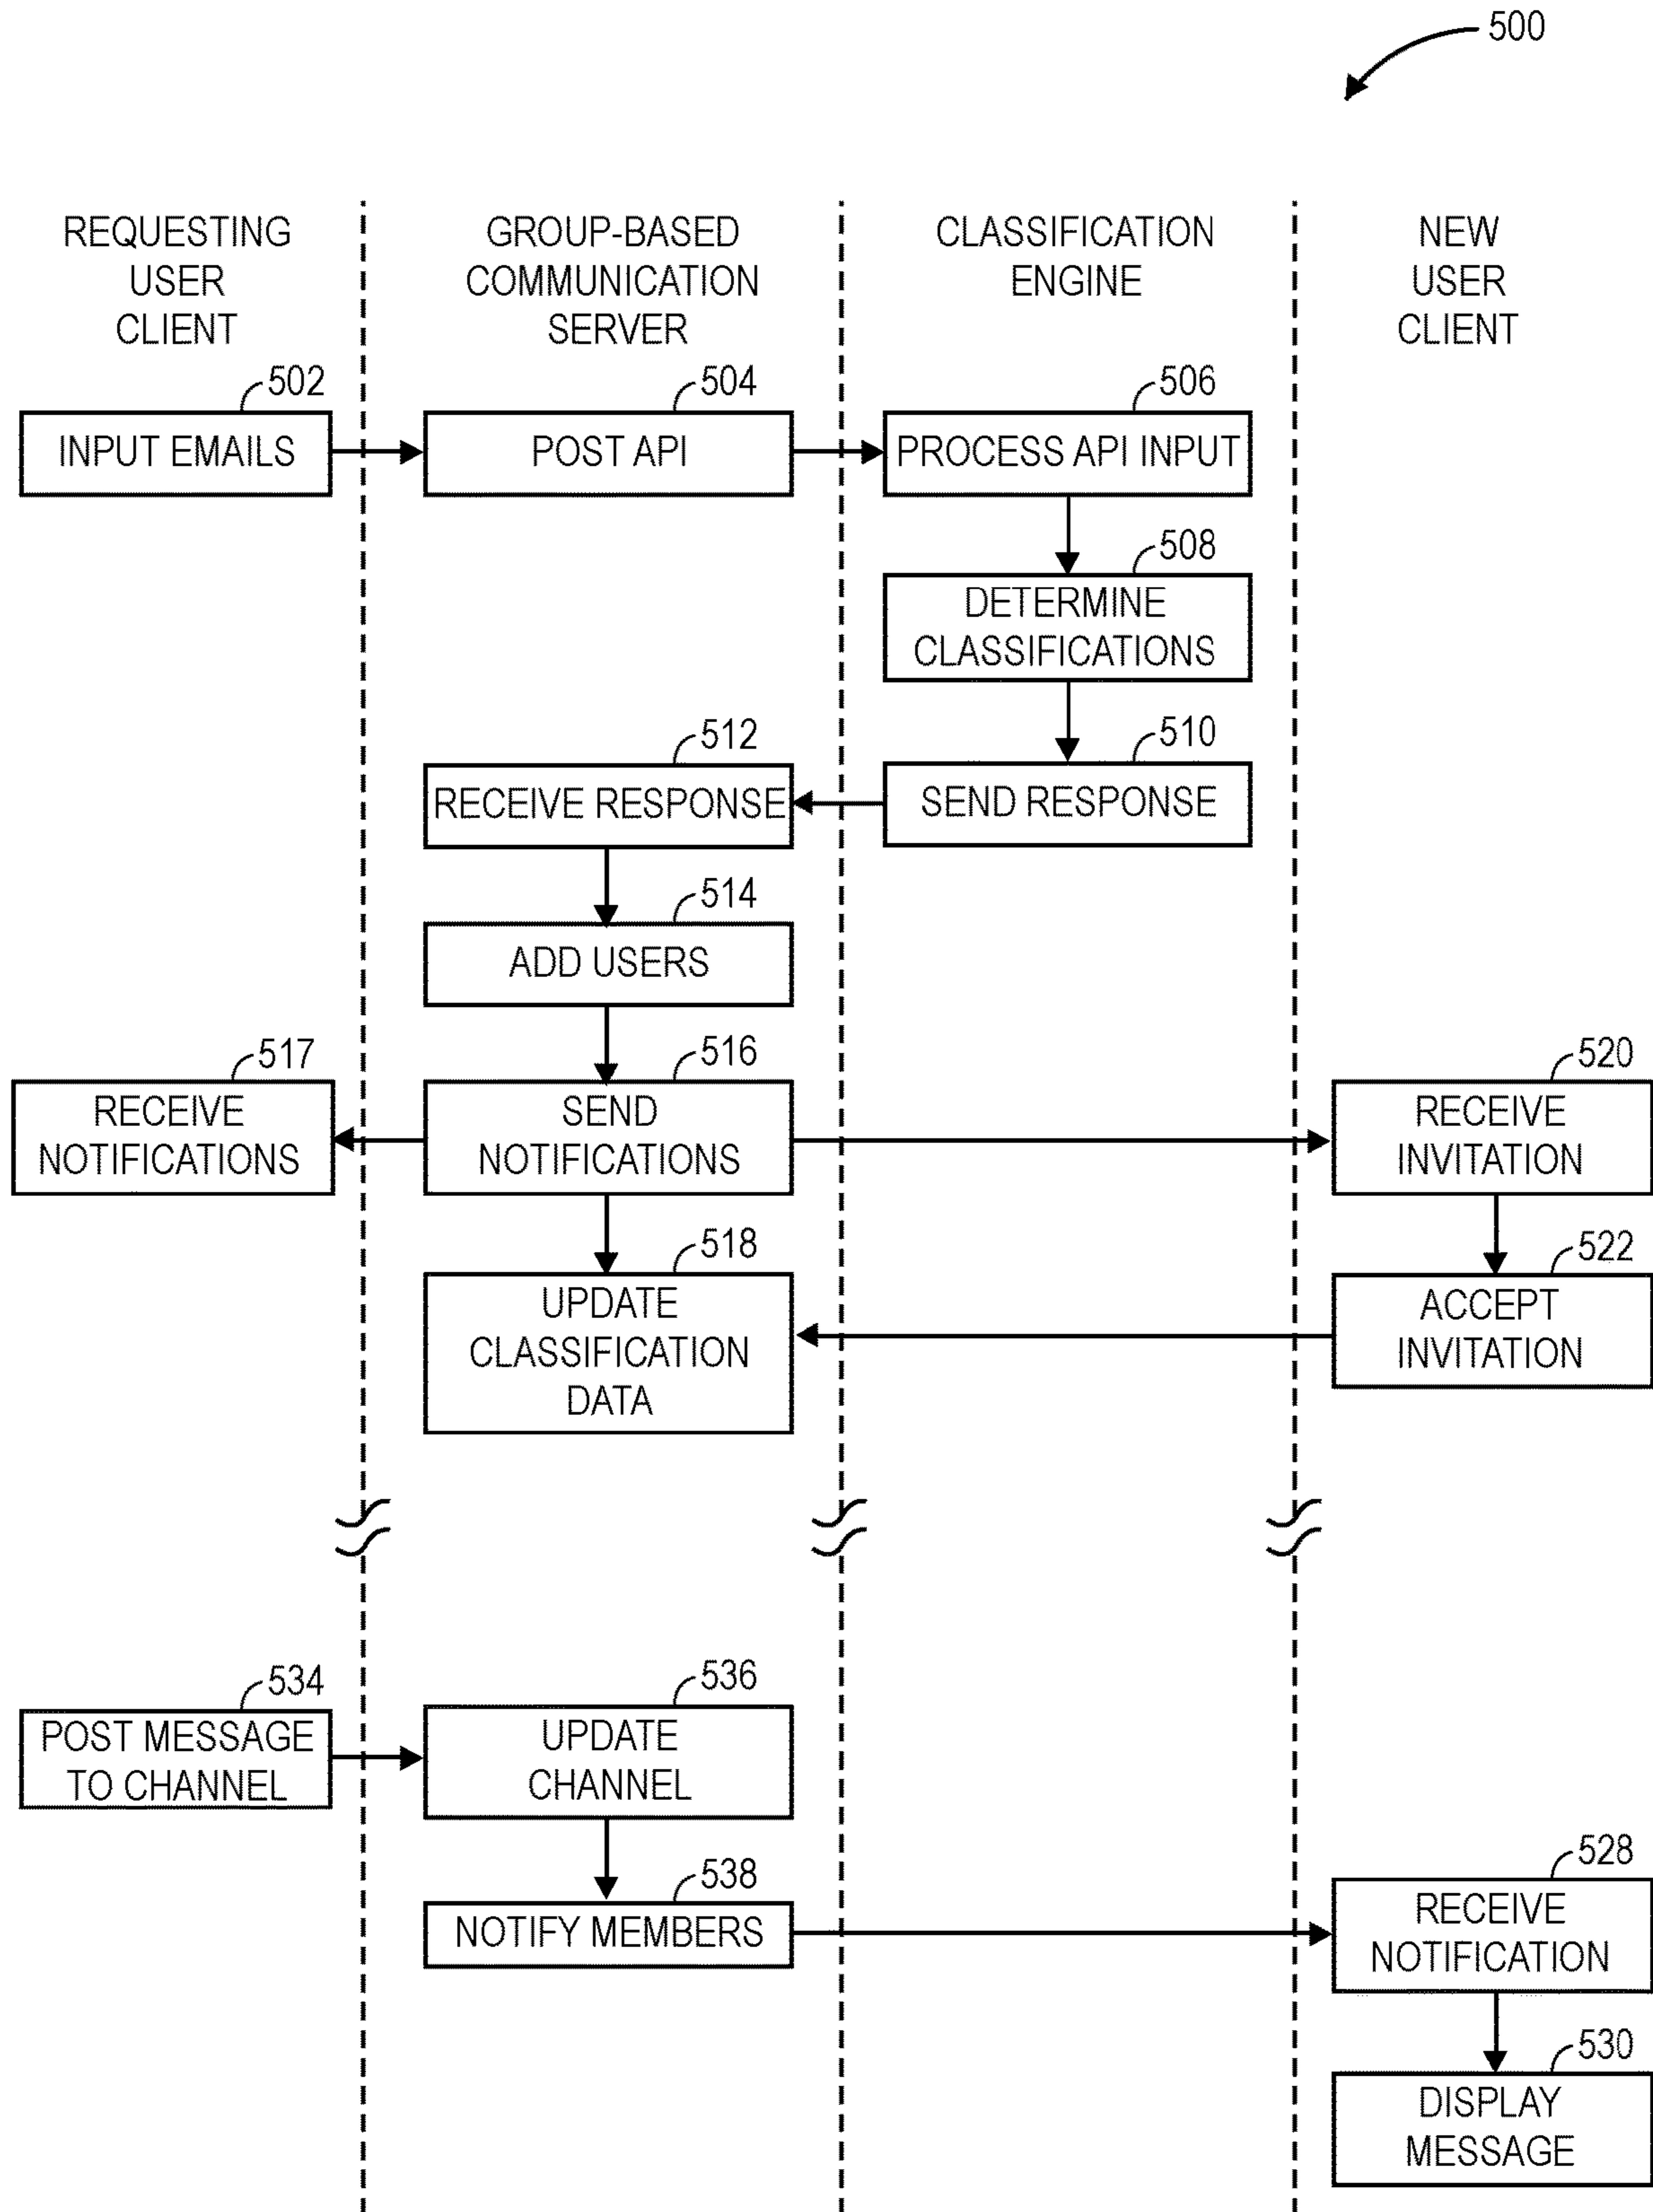 500
REQUESTING
USER
CLIENT
GROUP-BASED
COMMUNICATION
SERVER
CLASSIFICATION
ENGINE
NEW
USER
CLIENT
502
INPUT EMAILS
504
POST API
506
PROCESS API INPUT
508
DETERMINE
CLASSIFICATIONS
510
SEND RESPONSE
512
RECEIVE RESPONSE
514
ADD USERS
517
RECEIVE
NOTIFICATIONS
516
SEND
NOTIFICATIONS
520
RECEIVE
INVITATION
518
UPDATE
CLASSIFICATION
DATA
522
ACCEPT
INVITATION
534
POST MESSAGE
TO CHANNEL
536
UPDATE
CHANNEL
538
NOTIFY MEMBERS
528
RECEIVE
NOTIFICATION
530
DISPLAY
MESSAGE